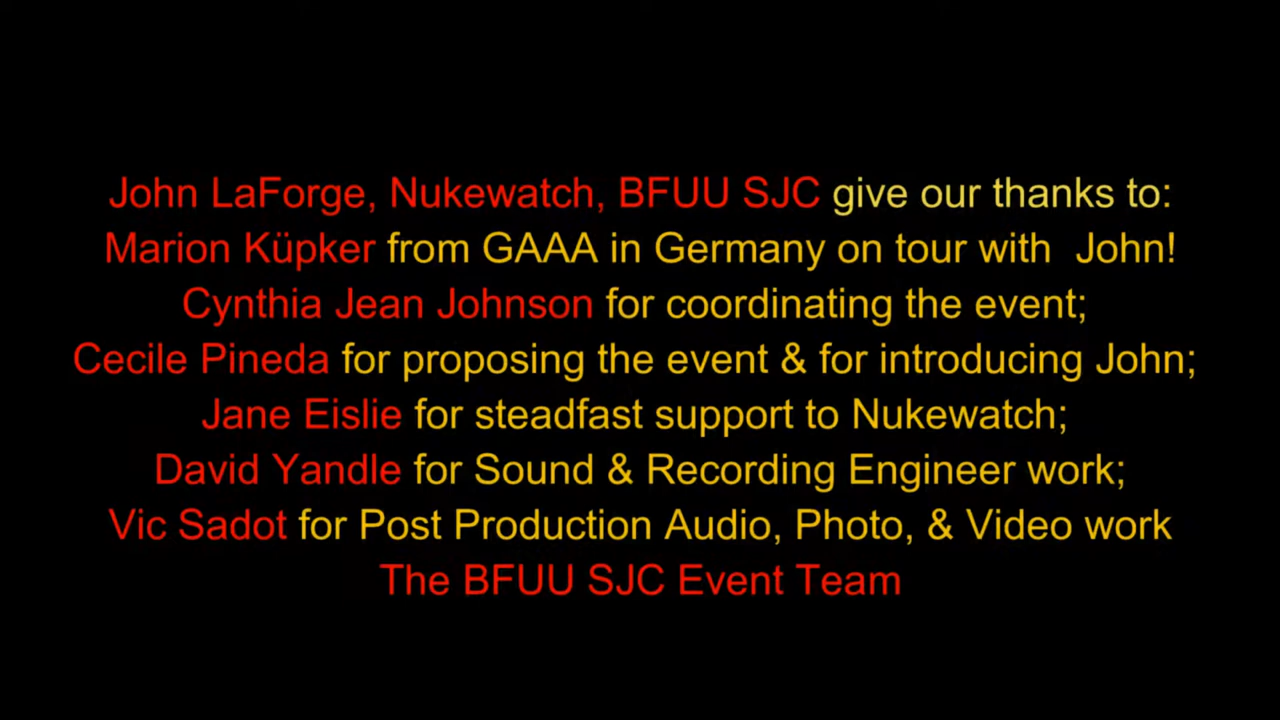 John LaForge, Nukewatch, BFUU SJC give our thanks to:
Marion Küpker from GAAA in Germany on tour with  John!
Cynthia Jean Johnson for coordinating the event;
Cecile Pineda for proposing the event & for introducing John;
Jane Eislie for steadfast support to Nukewatch;
David Yandle for Sound & Recording Engineer work;
Vic Sadot for Post Production Audio, Photo, & Video work
The BFUU SJC Event Team